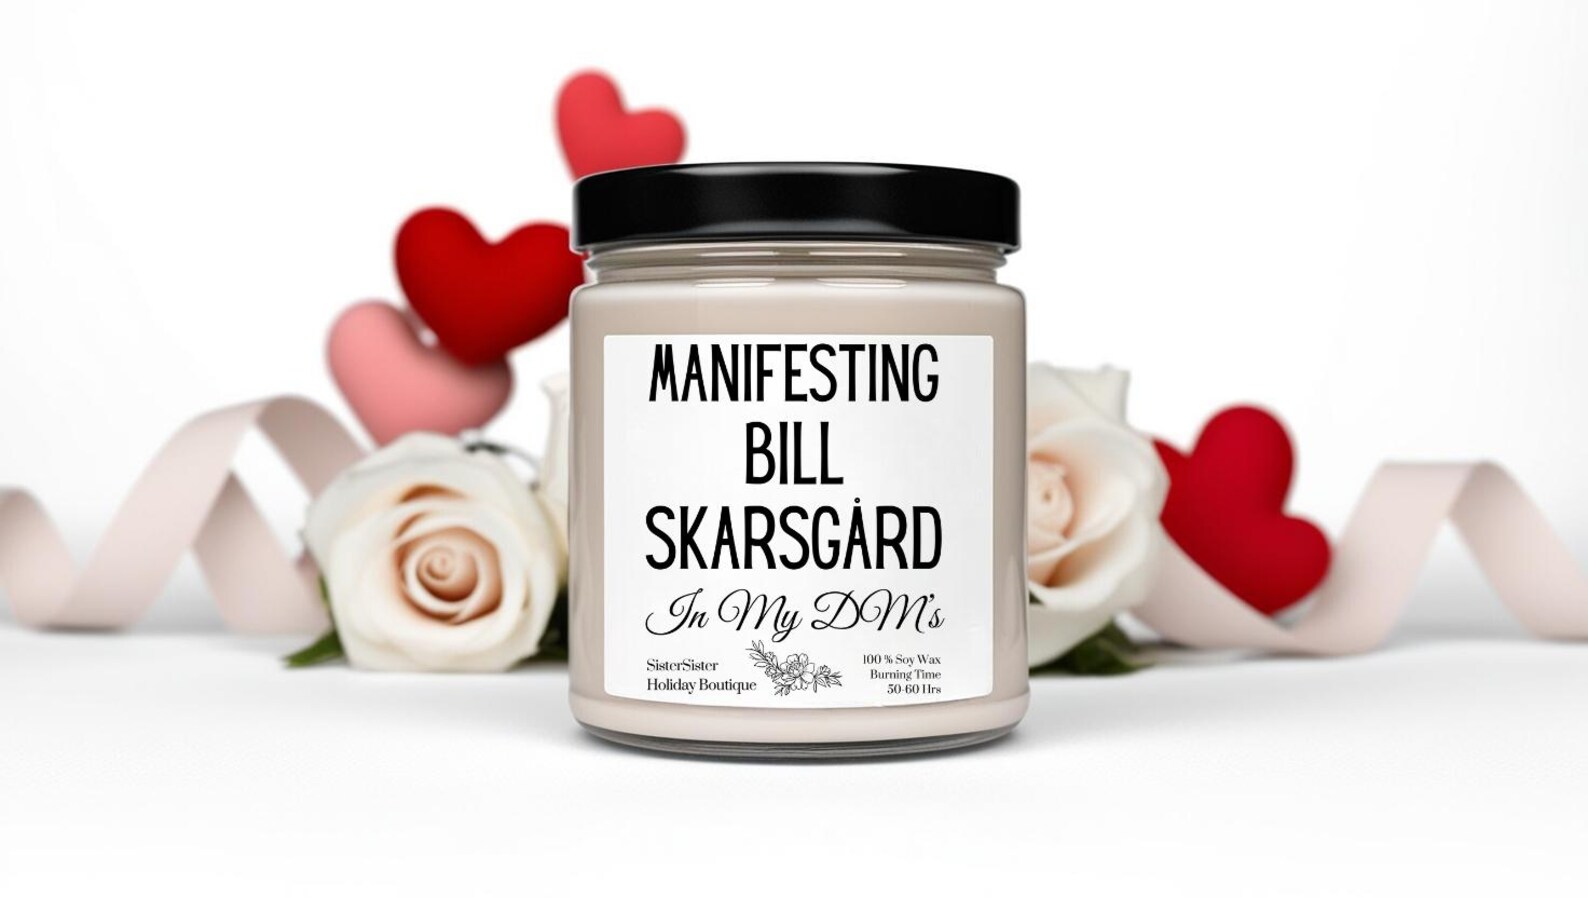 MANIFESTING
BILL
SKARSGÅRD
In My DM's
SisterSister
Holiday Boutique
100 % Soy Wax
Burning Time
50-60 Hrs